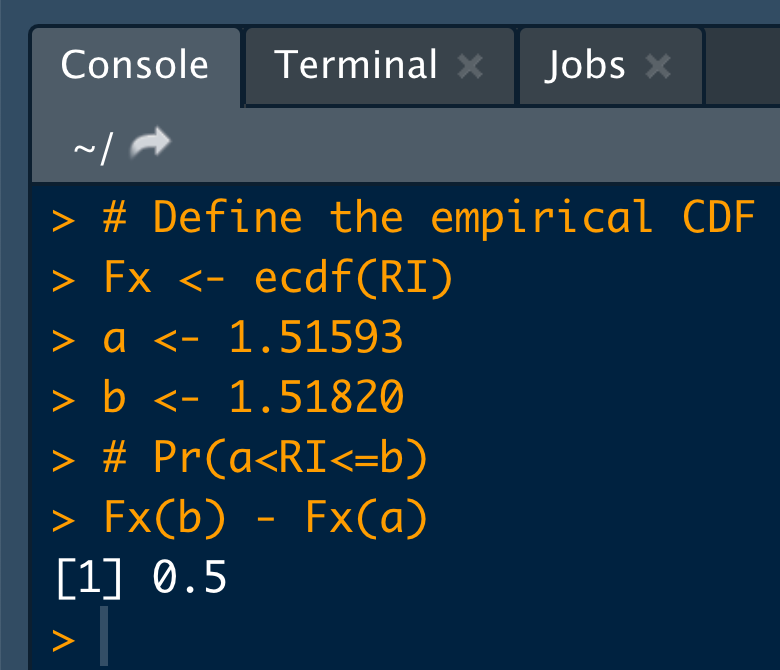 Console Terminal × Jobs ×
~/
> # Define the empirical CDF
> Fx <- ecdf(RI)
> a <- 1.51593
> b <- 1.51820
> # Pr(a<RI<=b)
> Fx(b) - Fx(a)
[1] 0.5
>